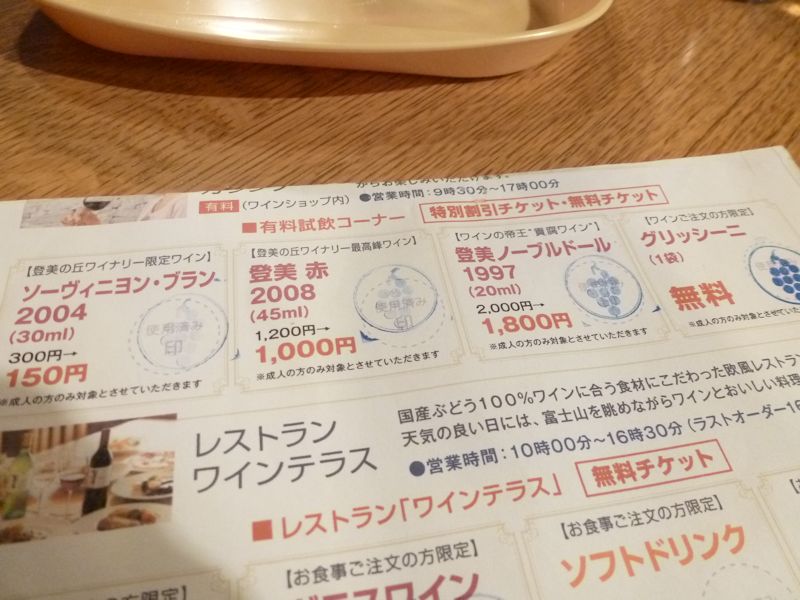 からお楽しみいただけます。
有料 (ワインショップ内) ●営業時間:9時30分〜17時00分
■有料試飲コーナー 特別割引チケット・無料チケット
【登美の丘ワイナリー限定ワイン】
ソーヴィニヨン・ブラン
2004
(30ml)
300円→
150円
※成人の方のみ対象とさせていただきます
使用済み
印
【登美の丘ワイナリー最高峰ワイン】
登美 赤
2008
(45ml)
1,200円→
1,000円
※成人の方のみ対象とさせていただきます
使用済み
印
【ワインの帝王"貴腐ワイン】
登美 ノーブルドール
1997
(20ml)
2,000円→
1,800円
※成人の方のみ対象とさせていただきます
【ワインご注文の方限定】
グリッシーニ
(1袋)
無料
※成人の方のみ対象とさせていただきま
レストラン
ワインテラス
国産ぶどう100%ワインに合う食材にこだわった欧風レストラン
天気の良い日には、富士山を眺めながらワインとおいしい料理
●営業時間:10時00分〜16時30分(ラストオーダー
■レストラン「ワインテラス」 無料チケット
【お食事ご注文の方限定】
【お食事ご注文の方限定】
ソフトドリンク
ご注文の方限定】